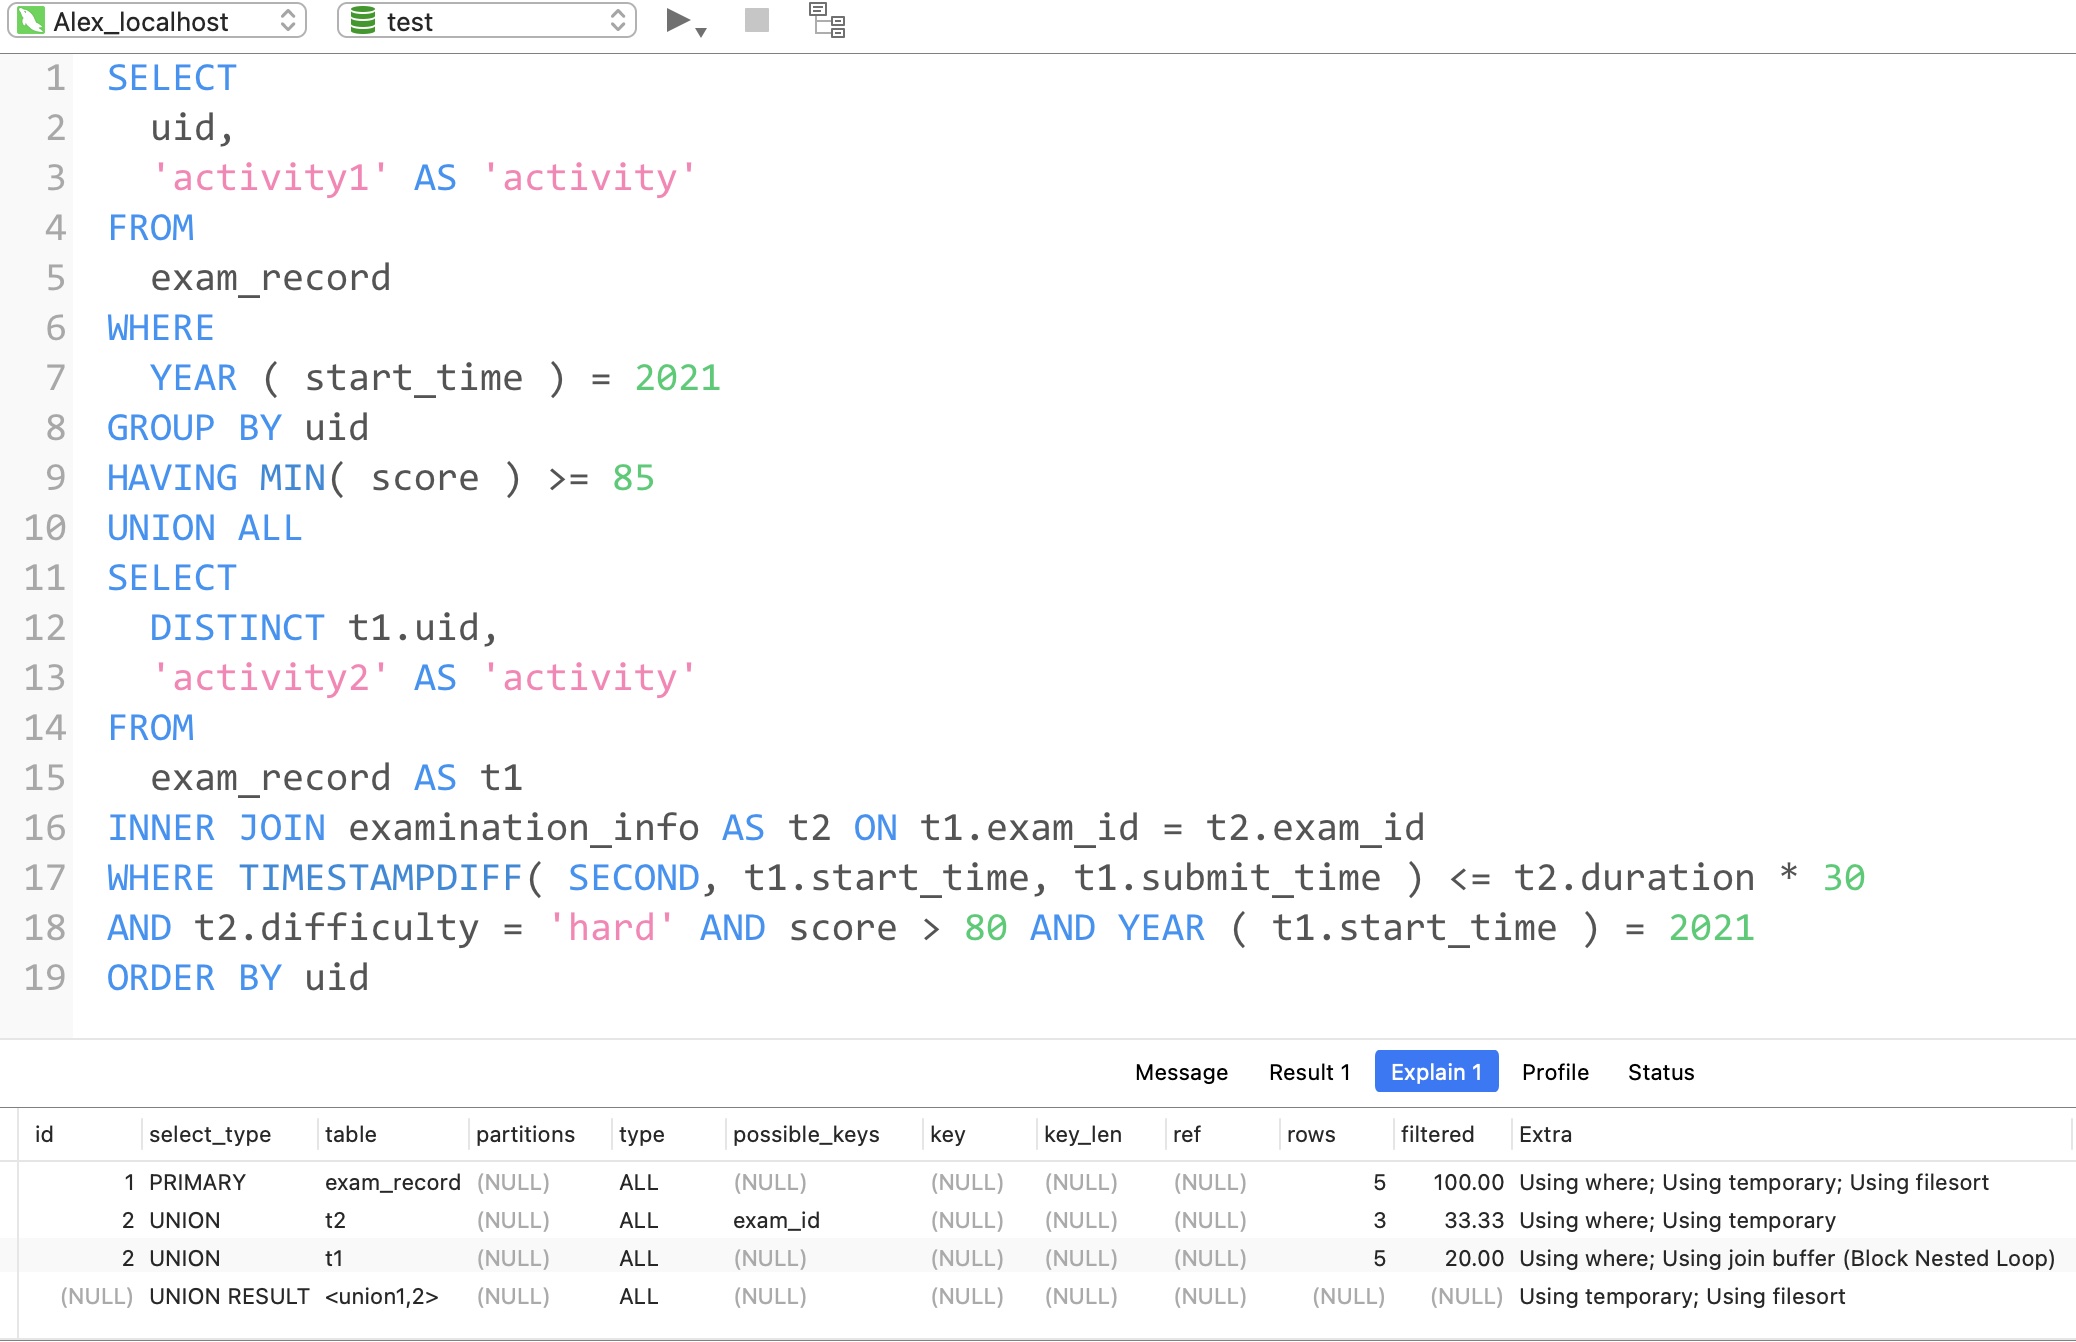 Alex_localhost test
1 SELECT
2 uid,
3 'activity1' AS 'activity'
4 FROM
5 exam_record
6 WHERE
7 YEAR ( start_time ) = 2021
8 GROUP BY uid
9 HAVING MIN( score ) >= 85
10 UNION ALL
11 SELECT
12 DISTINCT t1.uid,
13 'activity2' AS 'activity'
14 FROM
15 exam_record AS t1
16 INNER JOIN examination_info AS t2 ON t1.exam_id = t2.exam_id
17 WHERE TIMESTAMPDIFF( SECOND, t1.start_time, t1.submit_time ) <= t2.duration * 30
18 AND t2.difficulty = 'hard' AND score > 80 AND YEAR ( t1.start_time ) = 2021
19 ORDER BY uid
Message Result 1 Explain 1 Profile Status
id select_type table partitions type possible_keys key key_len ref rows filtered Extra
1 PRIMARY exam_record (NULL) ALL (NULL) (NULL) (NULL) (NULL) 5 100.00 Using where; Using temporary; Using filesort
2 UNION t2 (NULL) ALL exam_id (NULL) (NULL) (NULL) 3 33.33 Using where; Using temporary
2 UNION t1 (NULL) ALL (NULL) (NULL) (NULL) (NULL) 5 20.00 Using where; Using join buffer (Block Nested Loop)
(NULL) UNION RESULT <union1,2> (NULL) ALL (NULL) (NULL) (NULL) (NULL) (NULL) (NULL) Using temporary; Using filesort